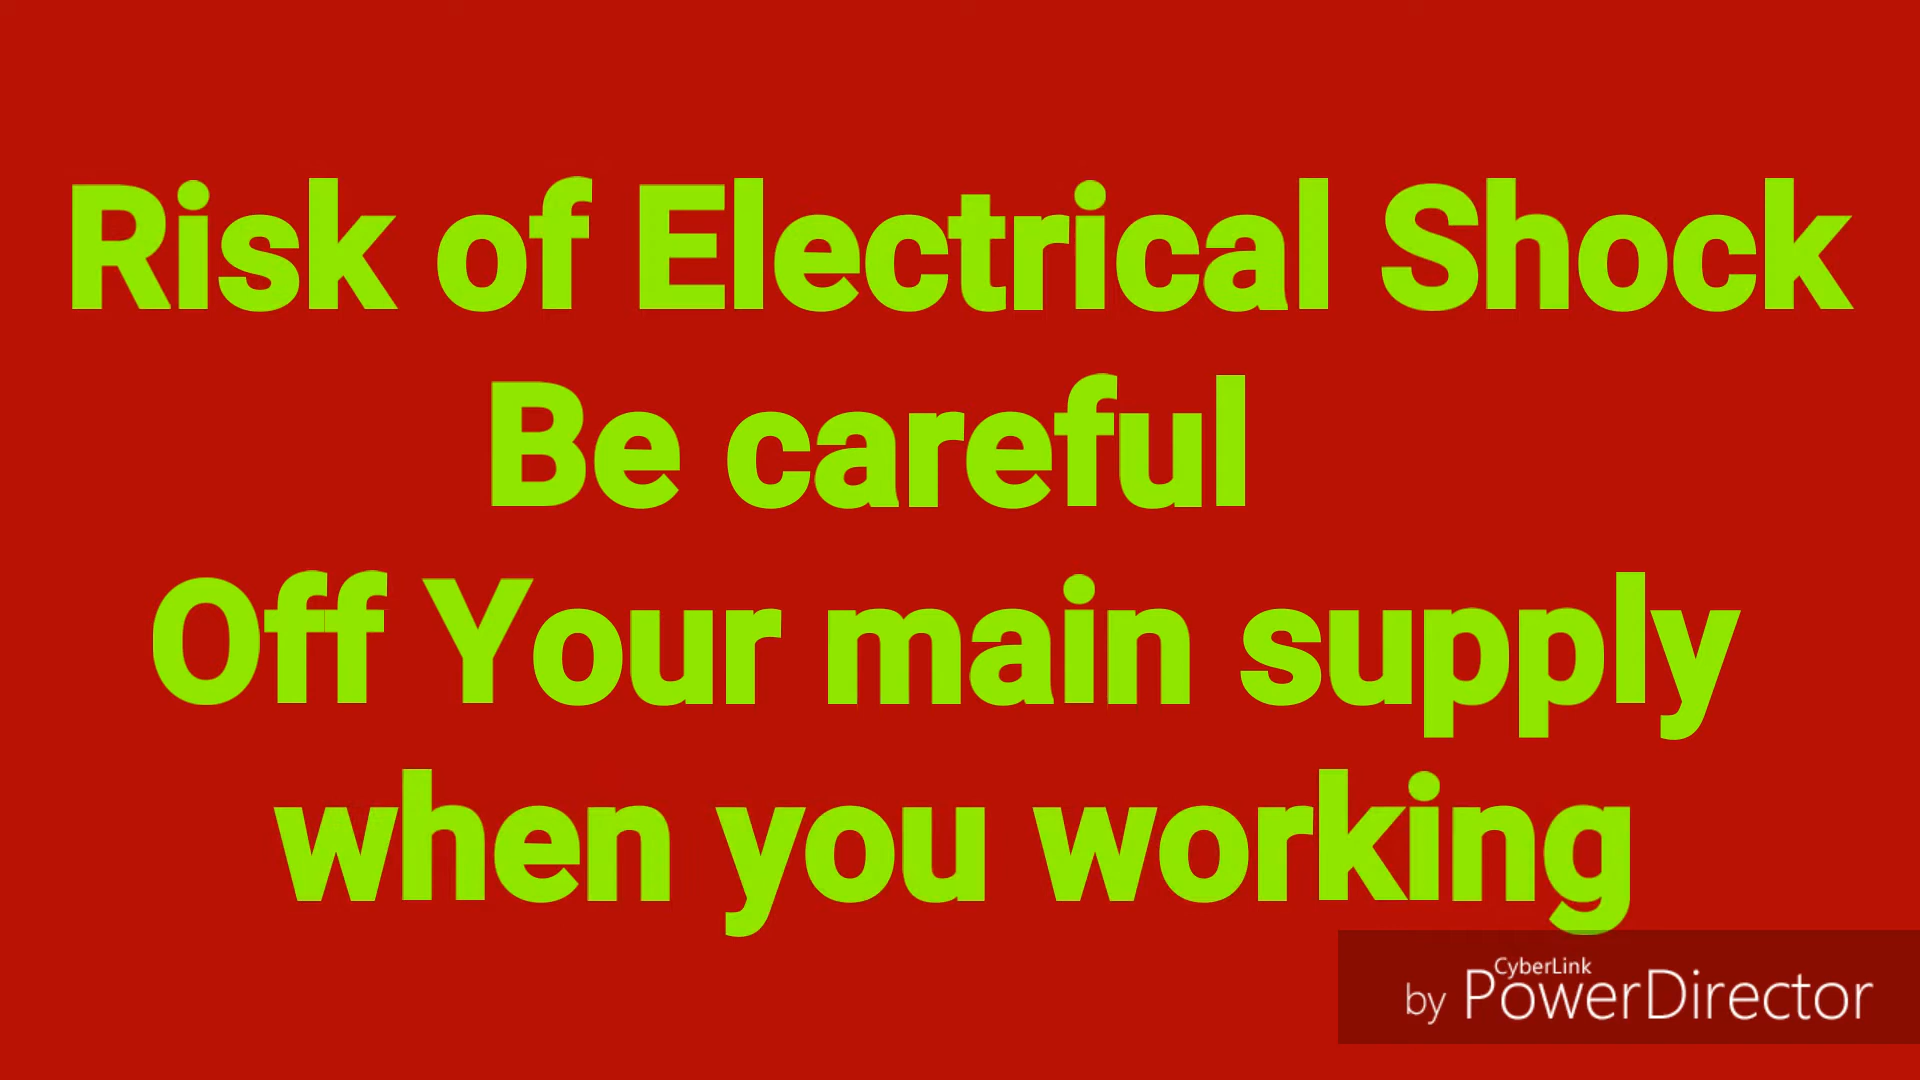 Risk of Electrical Shock
Be careful
Off Your main supply
when you working
by CyberLink PowerDirector